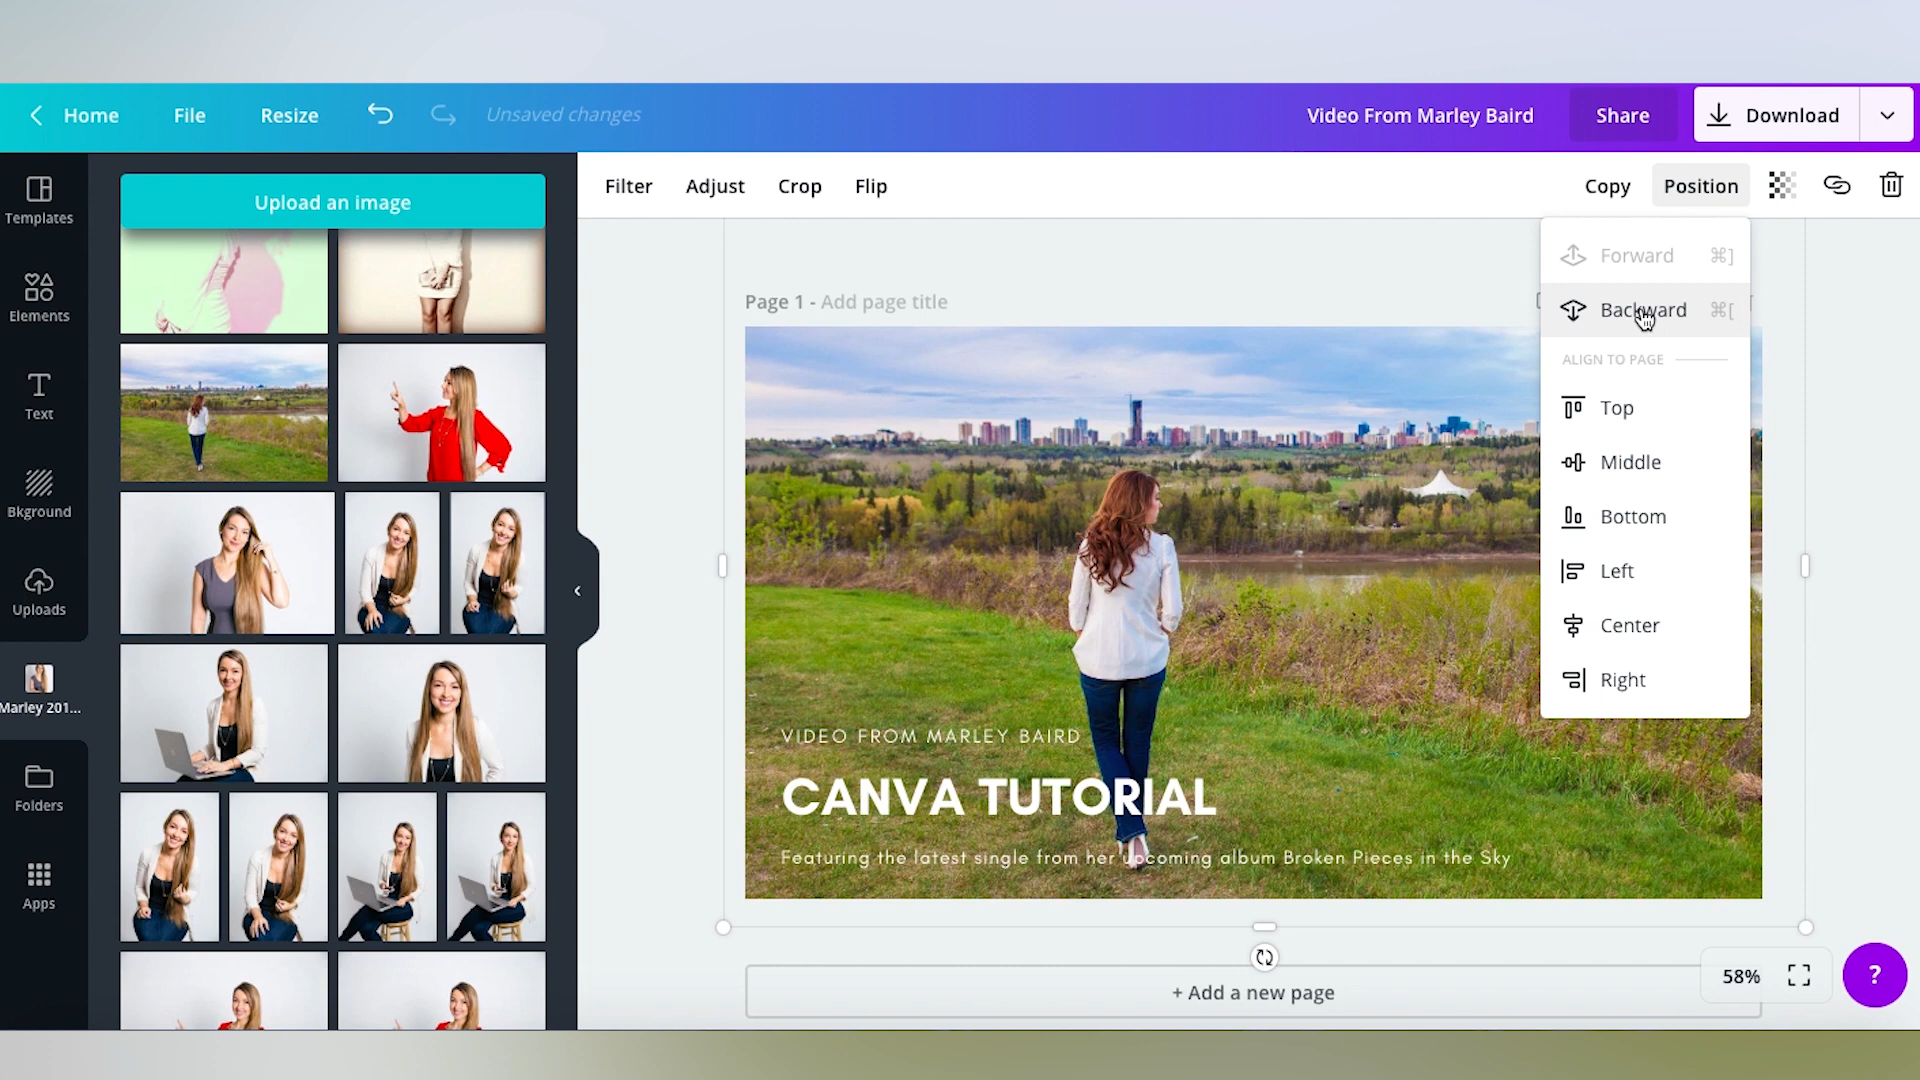 Home File Resize Unsaved changes Video From Marley Baird Share Download
Templates
Elements
Text
Bkground
Uploads
Marley 201...
Folders
Apps
Upload an image
Filter Adjust Crop Flip Copy Position
Forward ⌘]
Backward ⌘[
ALIGN TO PAGE
Top
Middle
Bottom
Left
Center
Right
Page 1 - Add page title
VIDEO FROM MARLEY BAIRD
CANVA TUTORIAL
Featuring the latest single from her upcoming album Broken Pieces in the Sky
+ Add a new page
58% ?